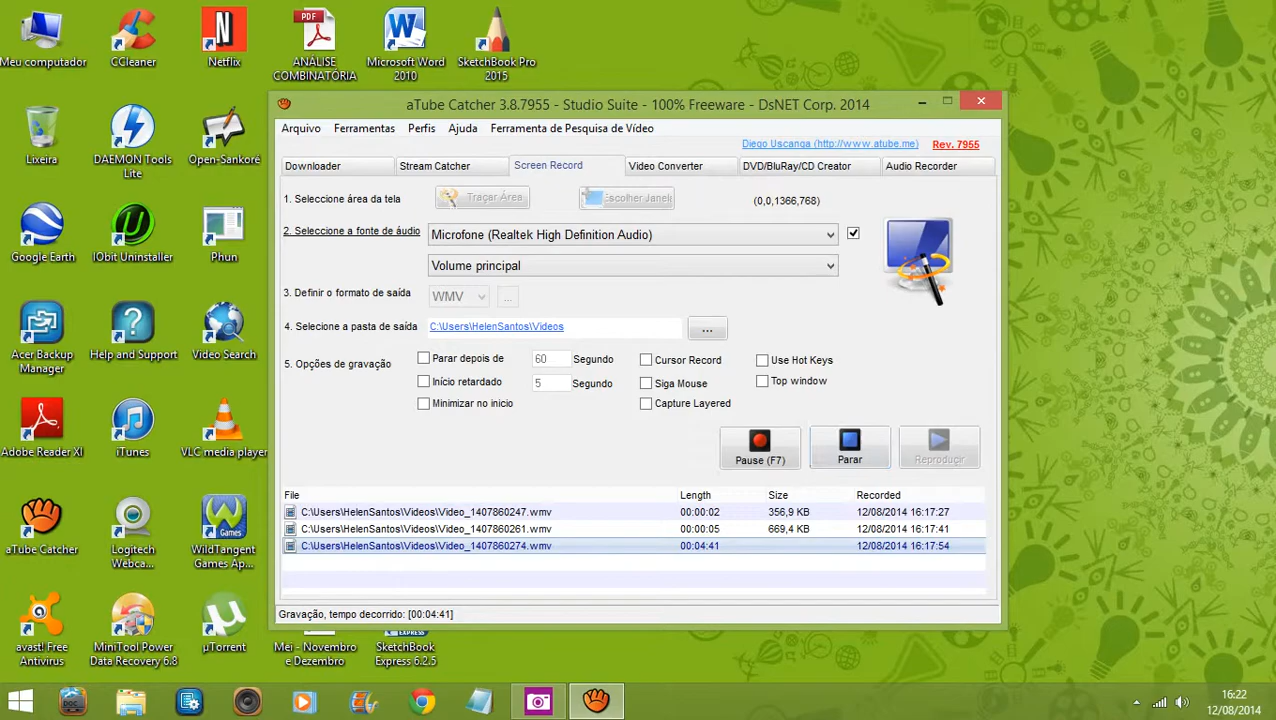 Meu computador
CCleaner
Netflix
ANÁLISE
COMBINATÓRIA
Microsoft Word
2010
SketchBook Pro
2015
Lixeira
DAEMON Tools
Lite
Open-Sankoré
Google Earth
IObit Uninstaller
Phun
Acer Backup
Manager
Help and Support
Video Search
Adobe Reader XI
iTunes
VLC media player
aTube Catcher
Logitech
Webca...
WildTangent
Games Ap...
avast! Free
Antivirus
MiniTool Power
Data Recovery 6.8
µTorrent
Mei - Novembro
e Dezembro
SketchBook
Express 6.2.5
aTube Catcher 3.8.7955 - Studio Suite - 100% Freeware - DsNET Corp. 2014
Arquivo Ferramentas Perfis Ajuda Ferramenta de Pesquisa de Vídeo
Diego Uscanga (http://www.atube.me) Rev. 7955
Downloader Stream Catcher Screen Record Video Converter DVD/BluRay/CD Creator Audio Recorder
1. Seleccione área da tela Traçar Área Escolher Janela (0,0,1366,768)
2. Seleccione a fonte de áudio Microfone (Realtek High Definition Audio)
Volume principal
3. Definir o formato de saída WMV ...
4. Selecione a pasta de saída C:\Users\HelenSantos\Videos ...
5. Opções de gravação Parar depois de 60 Segundo Cursor Record Use Hot Keys
Início retardado 5 Segundo Siga Mouse Top window
Minimizar no início Capture Layered
Pause (F7) Parar Reproduçir
File Length Size Recorded
C:\Users\HelenSantos\Videos\Video_1407860247.wmv 00:00:02 356,9 KB 12/08/2014 16:17:27
C:\Users\HelenSantos\Videos\Video_1407860261.wmv 00:00:05 669,4 KB 12/08/2014 16:17:41
C:\Users\HelenSantos\Videos\Video_1407860274.wmv 00:04:41 12/08/2014 16:17:54
Gravação, tempo decorrido: [00:04:41]
16:22
12/08/2014